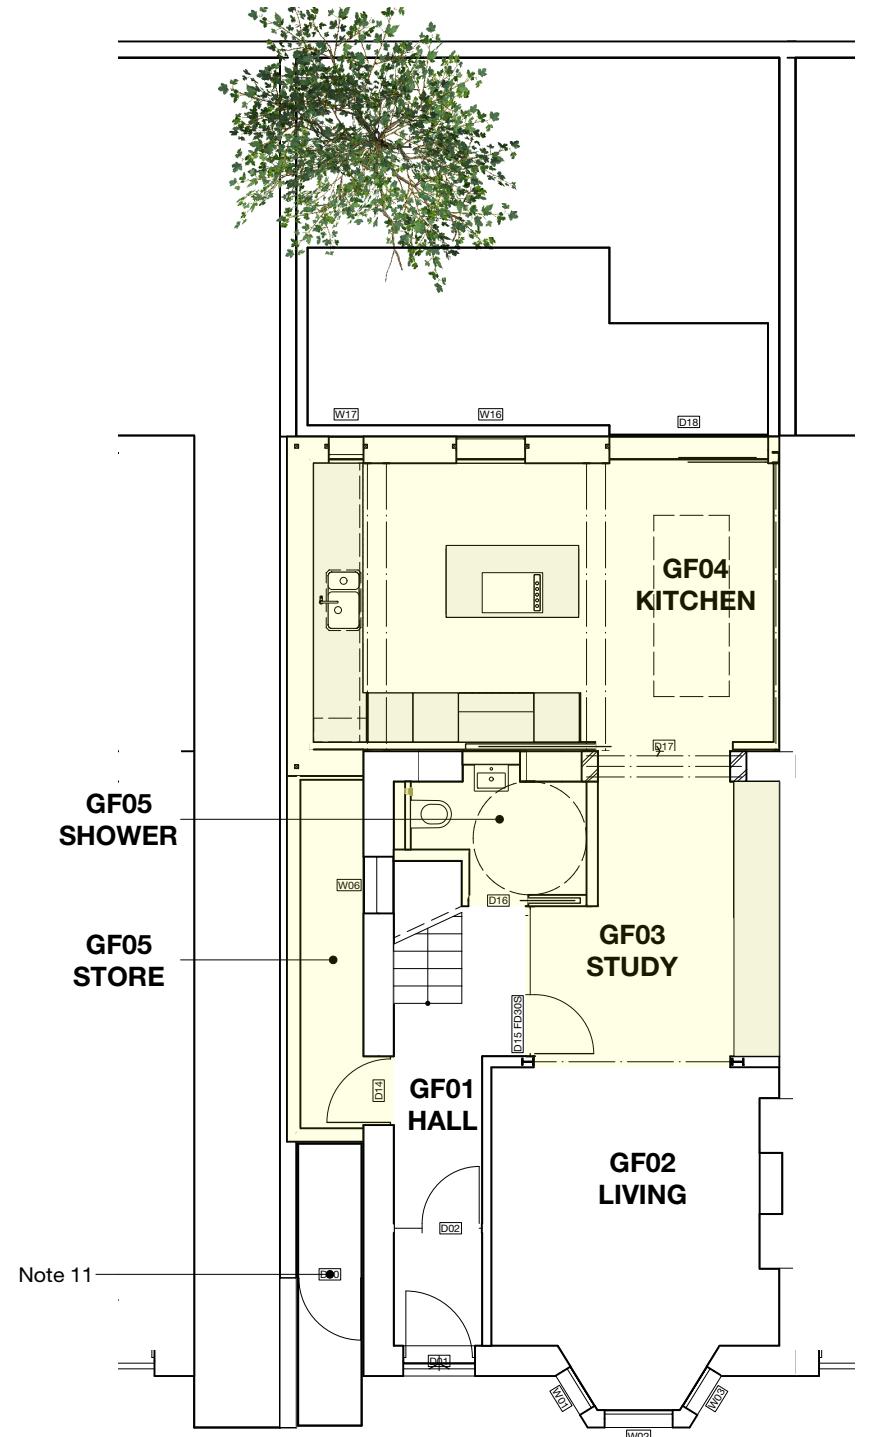 W17
W16
D18
GF04
KITCHEN
D17
GF05
SHOWER
W06
D16
GF05
STORE
GF03
STUDY
D15 FD30S
D14
GF01
HALL
GF02
LIVING
D02
Note 11
D01
W01
W03
W02